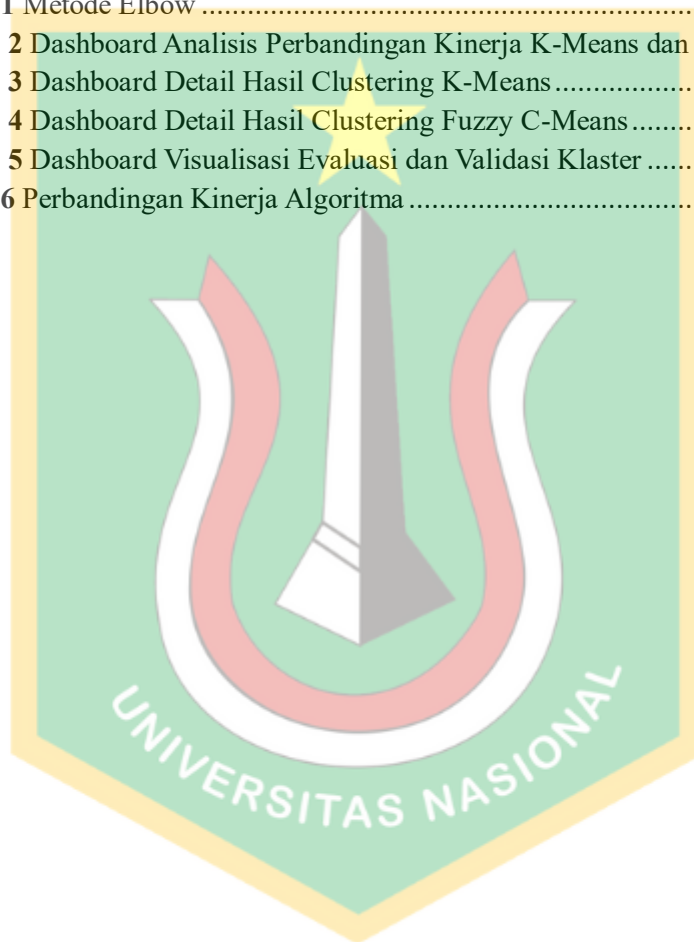 1 Metode Elbow ......................................................................
2 Dashboard Analisis Perbandingan Kinerja K-Means dan
3 Dashboard Detail Hasil Clustering K-Means ...................
4 Dashboard Detail Hasil Clustering Fuzzy C-Means ........
5 Dashboard Visualisasi Evaluasi dan Validasi Klaster ......
6 Perbandingan Kinerja Algoritma ..........................................
UNIVERSITAS NASIONAL